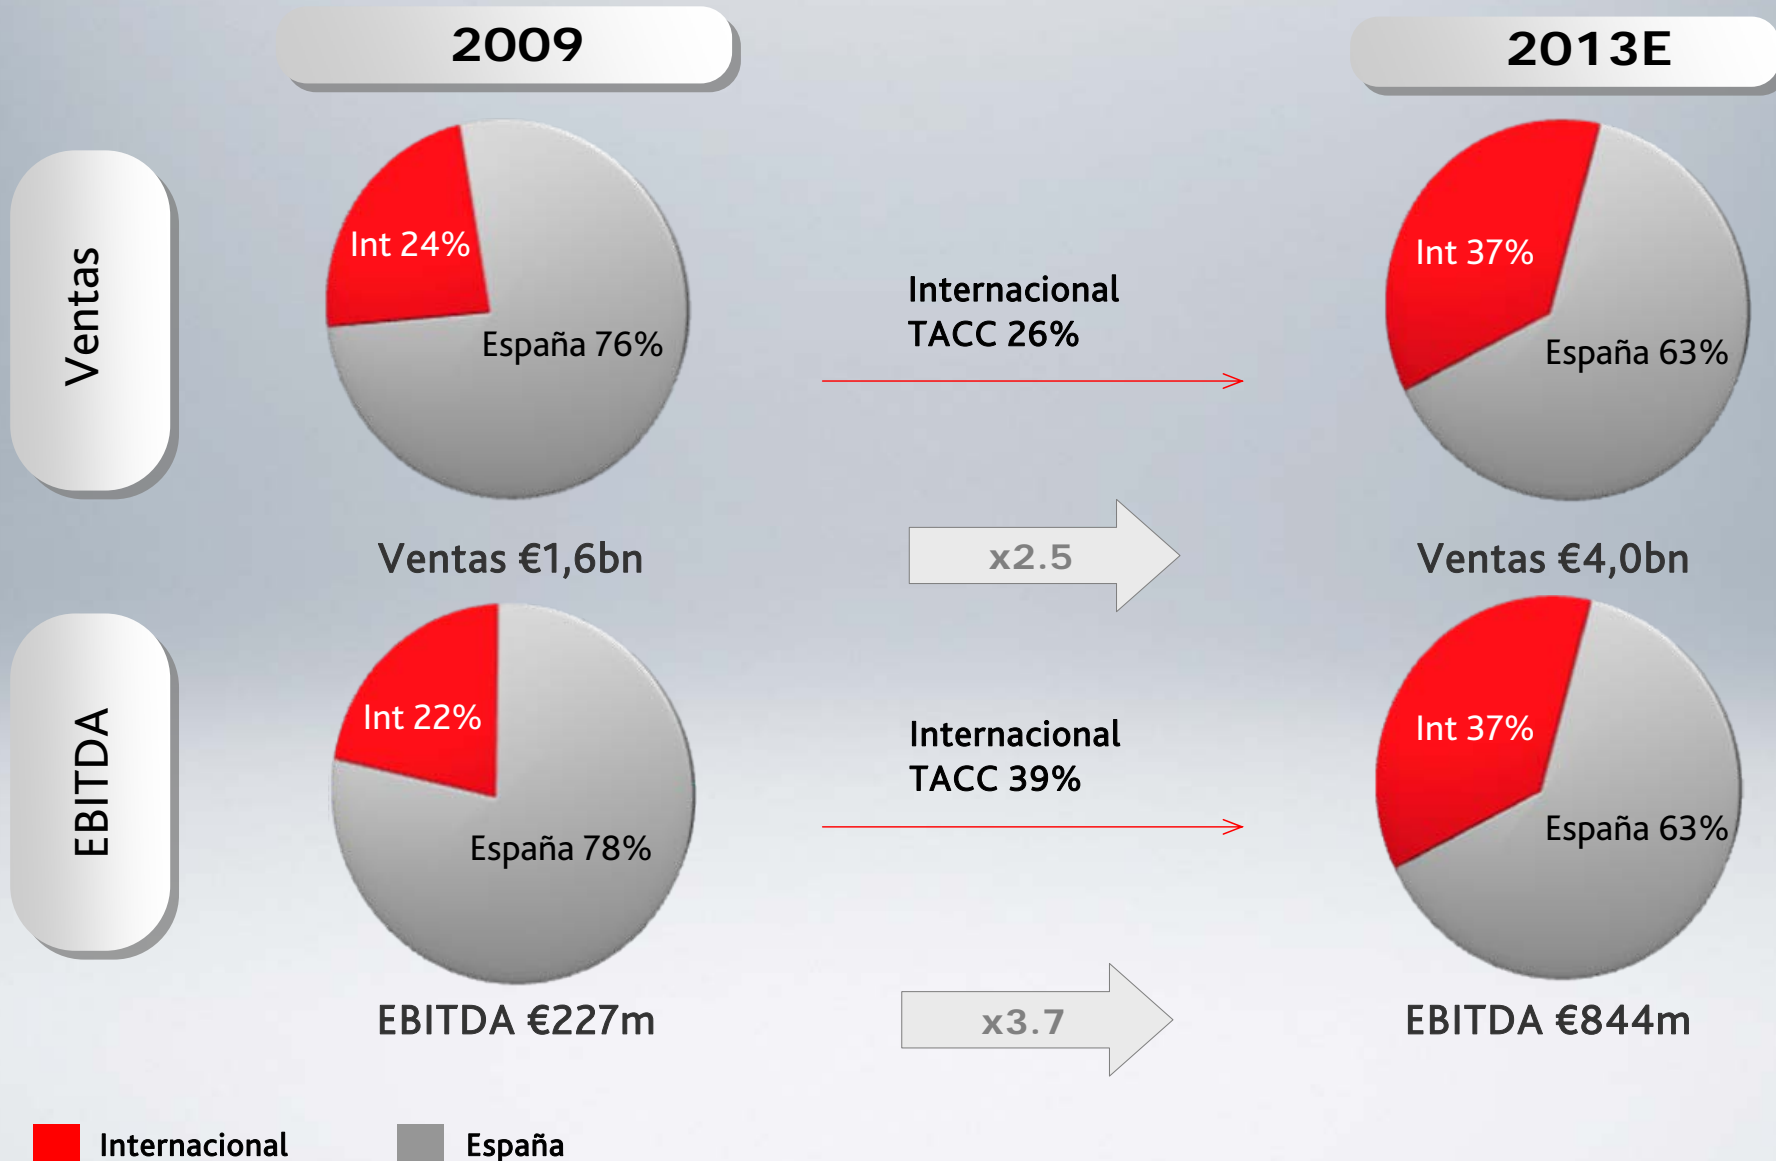 2009
2013E
Ventas
Int 24%
España 76%
Internacional
TACC 26%
Int 37%
España 63%
Ventas €1,6bn
x2.5
Ventas €4,0bn
EBITDA
Int 22%
España 78%
Internacional
TACC 39%
Int 37%
España 63%
EBITDA €227m
x3.7
EBITDA €844m
Internacional
España